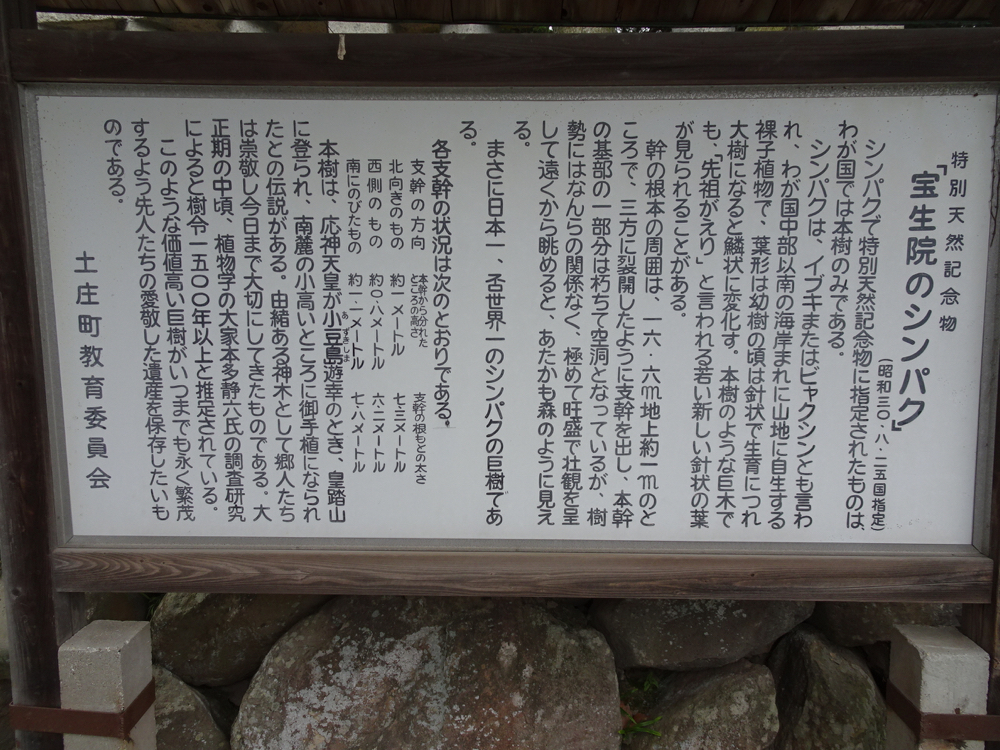 特別天然記念物
「宝生院のシンパク」
(昭和三〇・八・二五国指定)
シンパクで特別天然記念物に指定されたものは、
わが国では本樹のみである。
シンパクは、イブキまたはビャクシンとも言わ
れ、わが国中部以南の海岸まれに山地に自生する
裸子植物で、葉形は幼樹の頃は針状で生育につれ
大樹になると鱗状に変化す。本樹のような巨木で
も、「先祖がえり」と言われる若い新しい針状の葉
が見られることがある。
幹の根本の周囲は、一六・六m地上約一mのと
ころで、三方に裂開したように支幹を出し、本幹
の基部の一部分は朽ちて空洞となっているが、樹
勢にはなんらの関係なく、極めて旺盛で壮観を呈
して遠くから眺めると、あたかも森のように見え
る。
まさに日本一、否世界一のシンパクの巨樹であ
る。
各支幹の状況は次のとおりである。
支幹の方向 本幹から分れたところの高さ 支幹の根もとの太さ
北向きのもの 約一メートル 七・三メートル
西側のもの 約〇・八メートル 六・二メートル
南にのびたもの 約一・一メートル 七・八メートル
本樹は、応神天皇が小豆島遊幸のとき、皇踏山
あずきしま
に登られ、南麓の小高いところに御手植になられ
たとの伝説がある。由緒ある神木として郷人たち
は崇敬し今日まで大切にしてきたものである。大
正期の中頃、植物学の大家本多静六氏の調査研究
によると樹令一五〇〇年以上と推定されている。
このような価値高い巨樹がいつまでも永く繁茂
するよう先人たちの愛敬した遺産を保存したいも
のである。
土庄町教育委員会